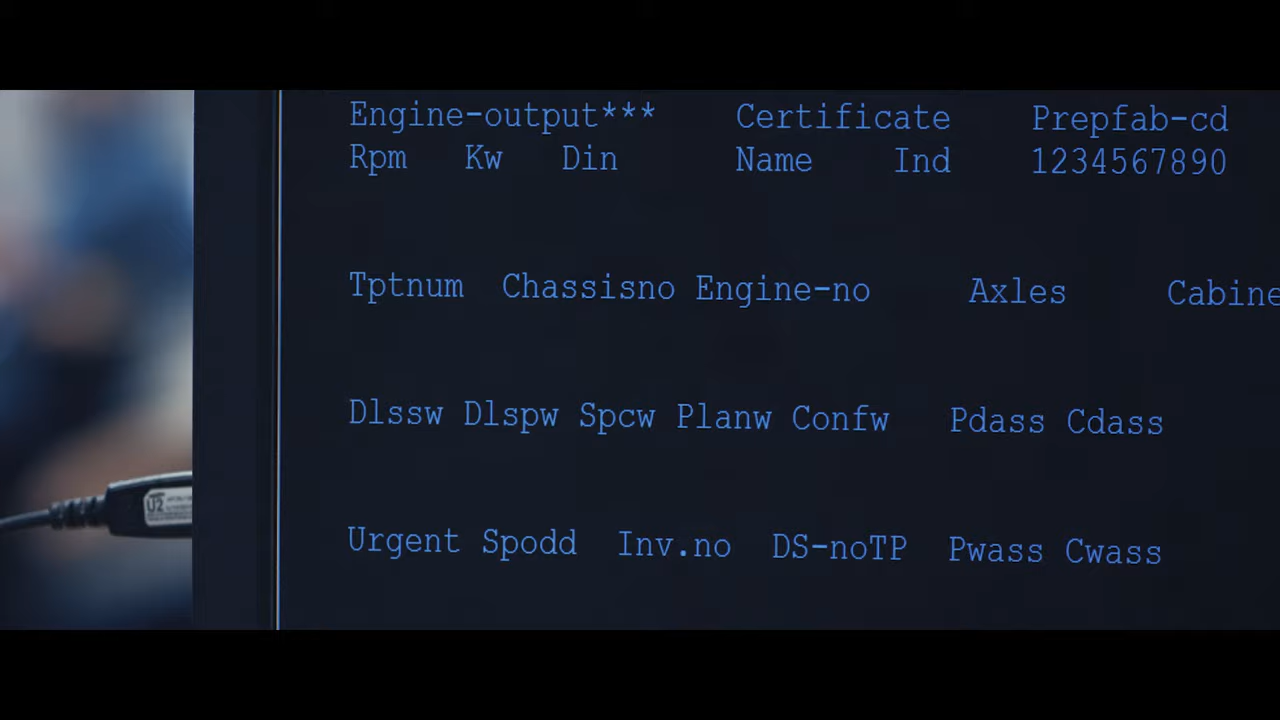 Engine-output*** Certificate Prepfab-cd
Rpm Kw Din Name Ind 1234567890
Tptnum Chassisno Engine-no Axles Cabine
Dlssw Dlspw Spcw Planw Confw Pdass Cdass
Urgent Spodd Inv.no DS-noTP Pwass Cwass
U2